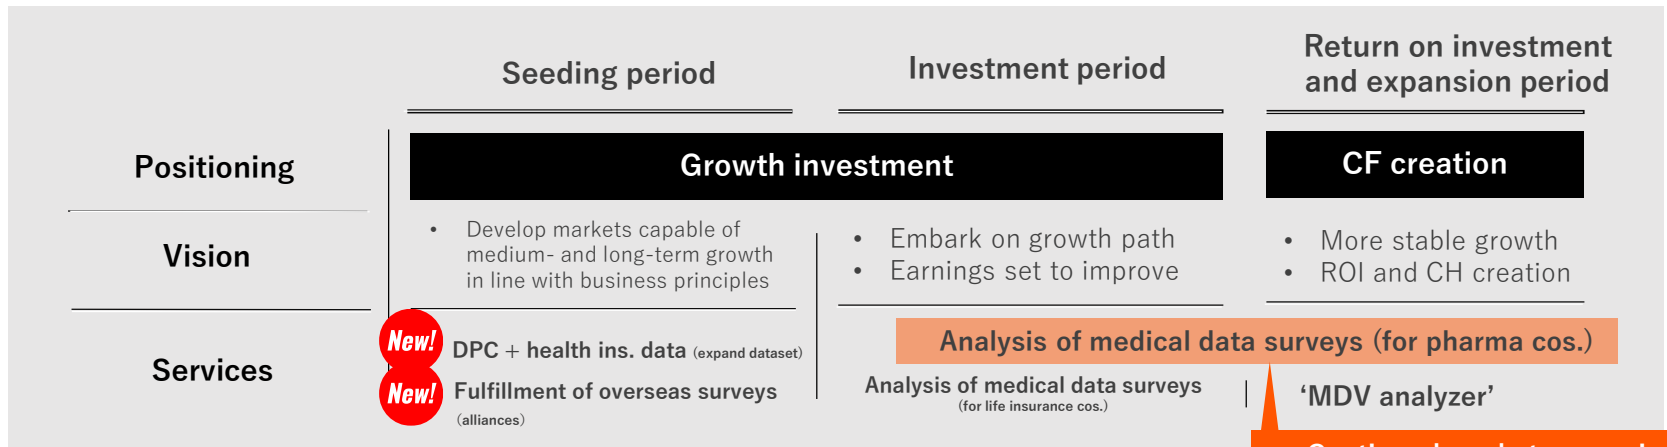 Seeding period
Investment period
Return on investment
and expansion period
Positioning
Growth investment
CF creation
Vision
• Develop markets capable of
medium- and long-term growth
in line with business principles
• Embark on growth path
• Earnings set to improve
• More stable growth
• ROI and CH creation
Services
New!
DPC + health ins. data (expand dataset)
New!
Fulfillment of overseas surveys
(alliances)
Analysis of medical data surveys (for pharma cos.)
Analysis of medical data surveys
(for life insurance cos.)
‘MDV analyzer’